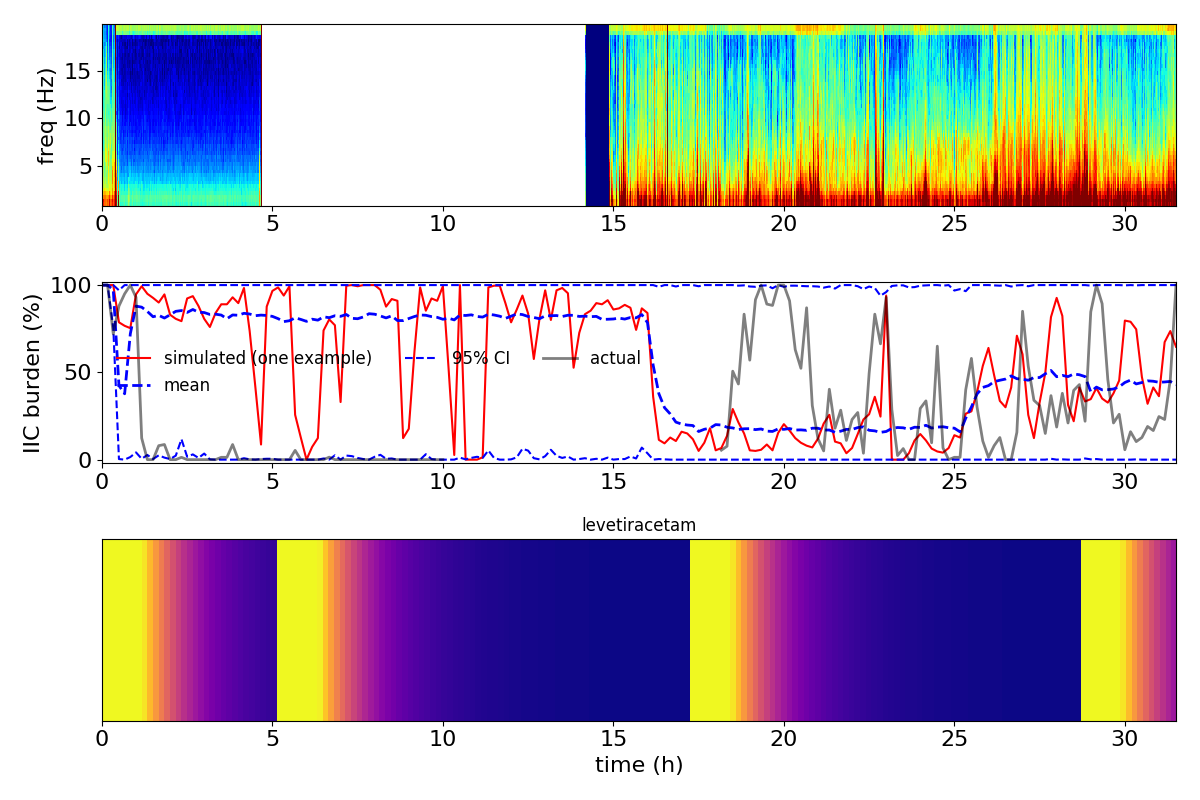 freq (Hz)
15
10
5
0 5 10 15 20 25 30
IIC burden (%)
100
50
0
simulated (one example) 95% CI actual
mean
0 5 10 15 20 25 30
levetiracetam
0 5 10 15 20 25 30
time (h)